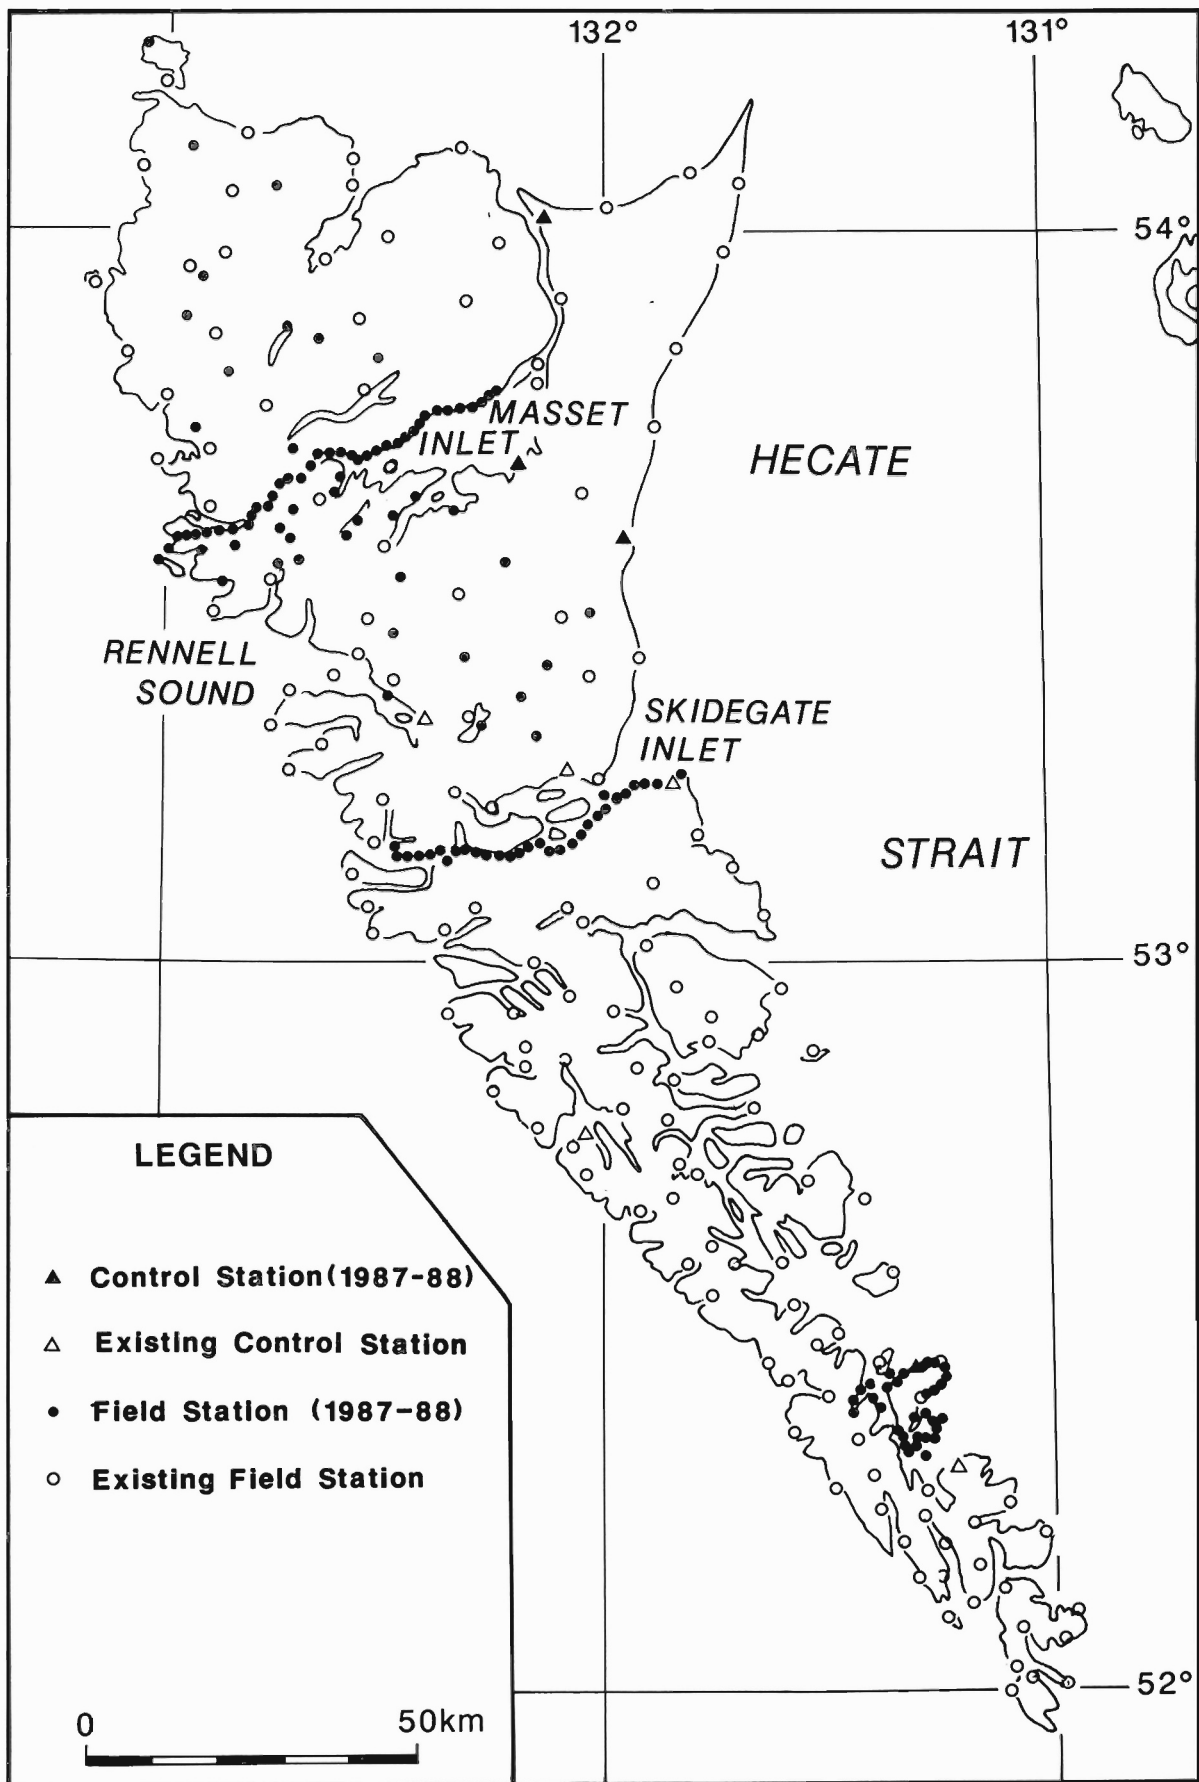 132° 131°
54°
MASSET
INLET
HECATE
RENNELL
SOUND
SKIDEGATE
INLET
STRAIT
53°
LEGEND
Control Station(1987-88)
Existing Control Station
Field Station (1987-88)
Existing Field Station
52°
0 50km